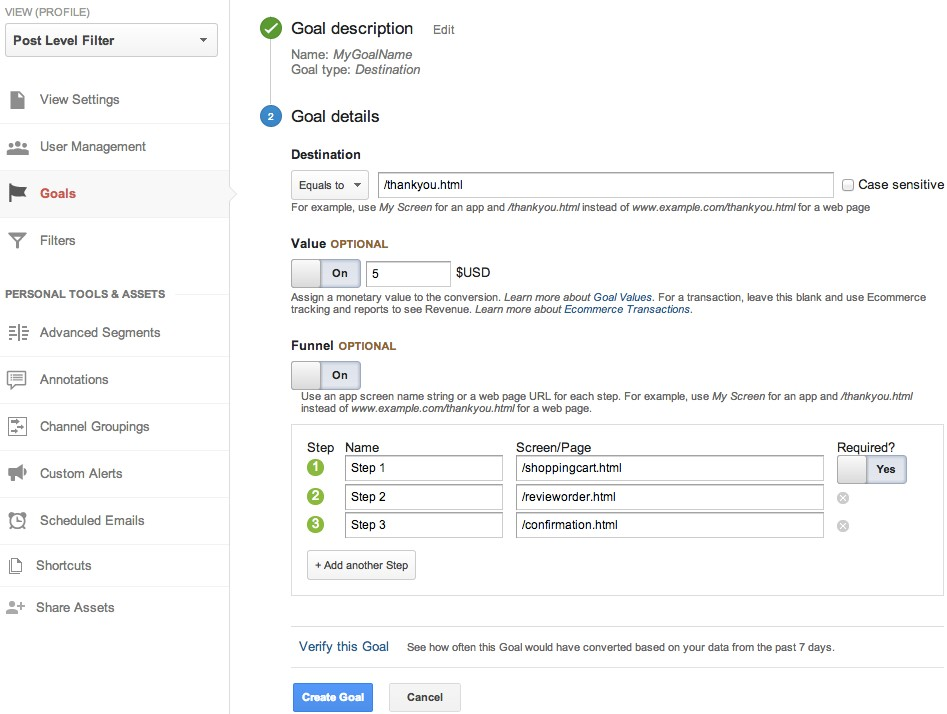 VIEW (PROFILE)
Post Level Filter
View Settings
User Management
Goals
Filters
PERSONAL TOOLS & ASSETS
Advanced Segments
Annotations
Channel Groupings
Custom Alerts
Scheduled Emails
Shortcuts
Share Assets
Goal description Edit
Name: MyGoalName
Goal type: Destination
2 Goal details
Destination
Equals to /thankyou.html Case sensitive
For example, use My Screen for an app and /thankyou.html instead of www.example.com/thankyou.html for a web page
Value OPTIONAL
On 5 $USD
Assign a monetary value to the conversion. Learn more about Goal Values. For a transaction, leave this blank and use Ecommerce
tracking and reports to see Revenue. Learn more about Ecommerce Transactions.
Funnel OPTIONAL
On
Use an app screen name string or a web page URL for each step. For example, use My Screen for an app and /thankyou.html
instead of www.example.com/thankyou.html for a web page.
Step Name Screen/Page Required?
1 Step 1 /shoppingcart.html Yes
2 Step 2 /revieworder.html
3 Step 3 /confirmation.html
+ Add another Step
Verify this Goal See how often this Goal would have converted based on your data from the past 7 days.
Create Goal Cancel